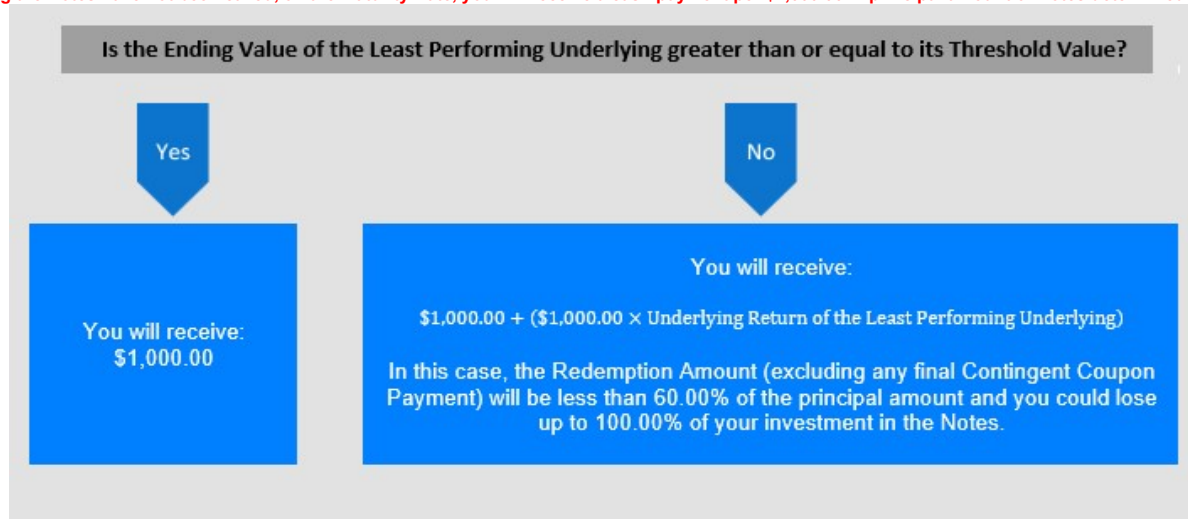 Is the Ending Value of the Least Performing Underlying greater than or equal to its Threshold Value?
Yes
No
You will receive:
$1,000.00
You will receive:
$1,000.00 + ($1,000.00 × Underlying Return of the Least Performing Underlying)
In this case, the Redemption Amount (excluding any final Contingent Coupon
Payment) will be less than 60.00% of the principal amount and you could lose
up to 100.00% of your investment in the Notes.